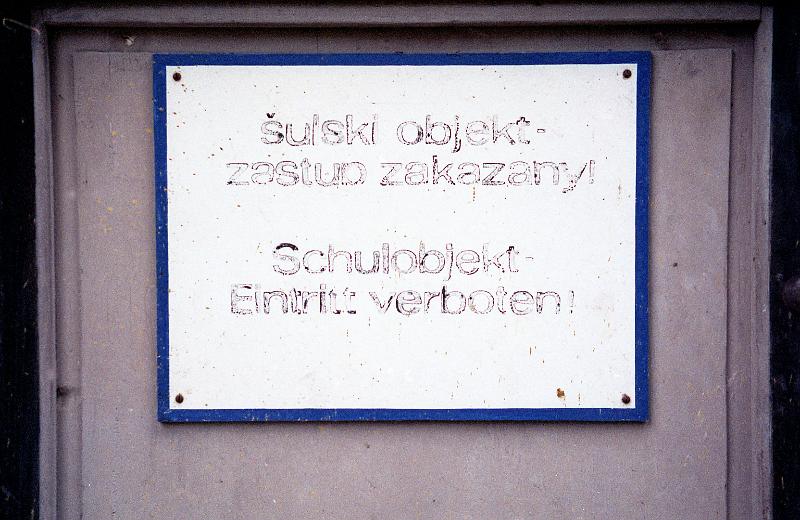 šulski objekt-
zastup zakazany!
Schulobjekt-
Eintritt verboten!